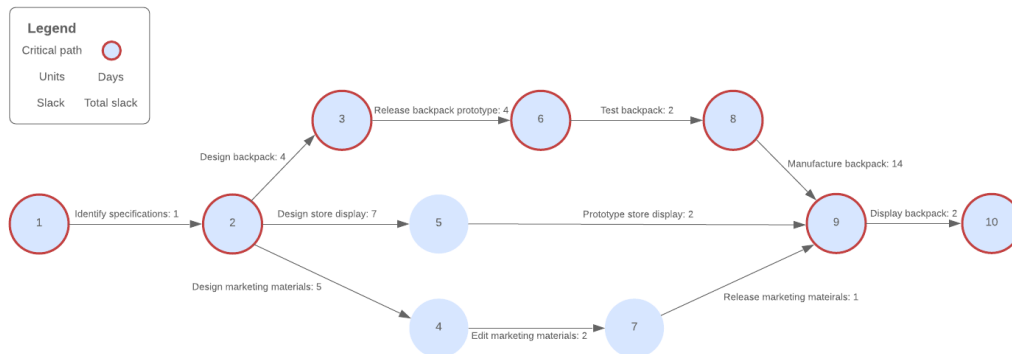 Legend
Critical path
Units Days
Slack Total slack
3
Release backpack prototype: 4
6
Test backpack: 2
8
Design backpack: 4
Manufacture backpack: 14
1
Identify specifications: 1
2
Design store display: 7
5
Prototype store display: 2
9
Display backpack: 2
10
Design marketing materials: 5
Release marketing mateirals: 1
4
Edit marketing materials: 2
7